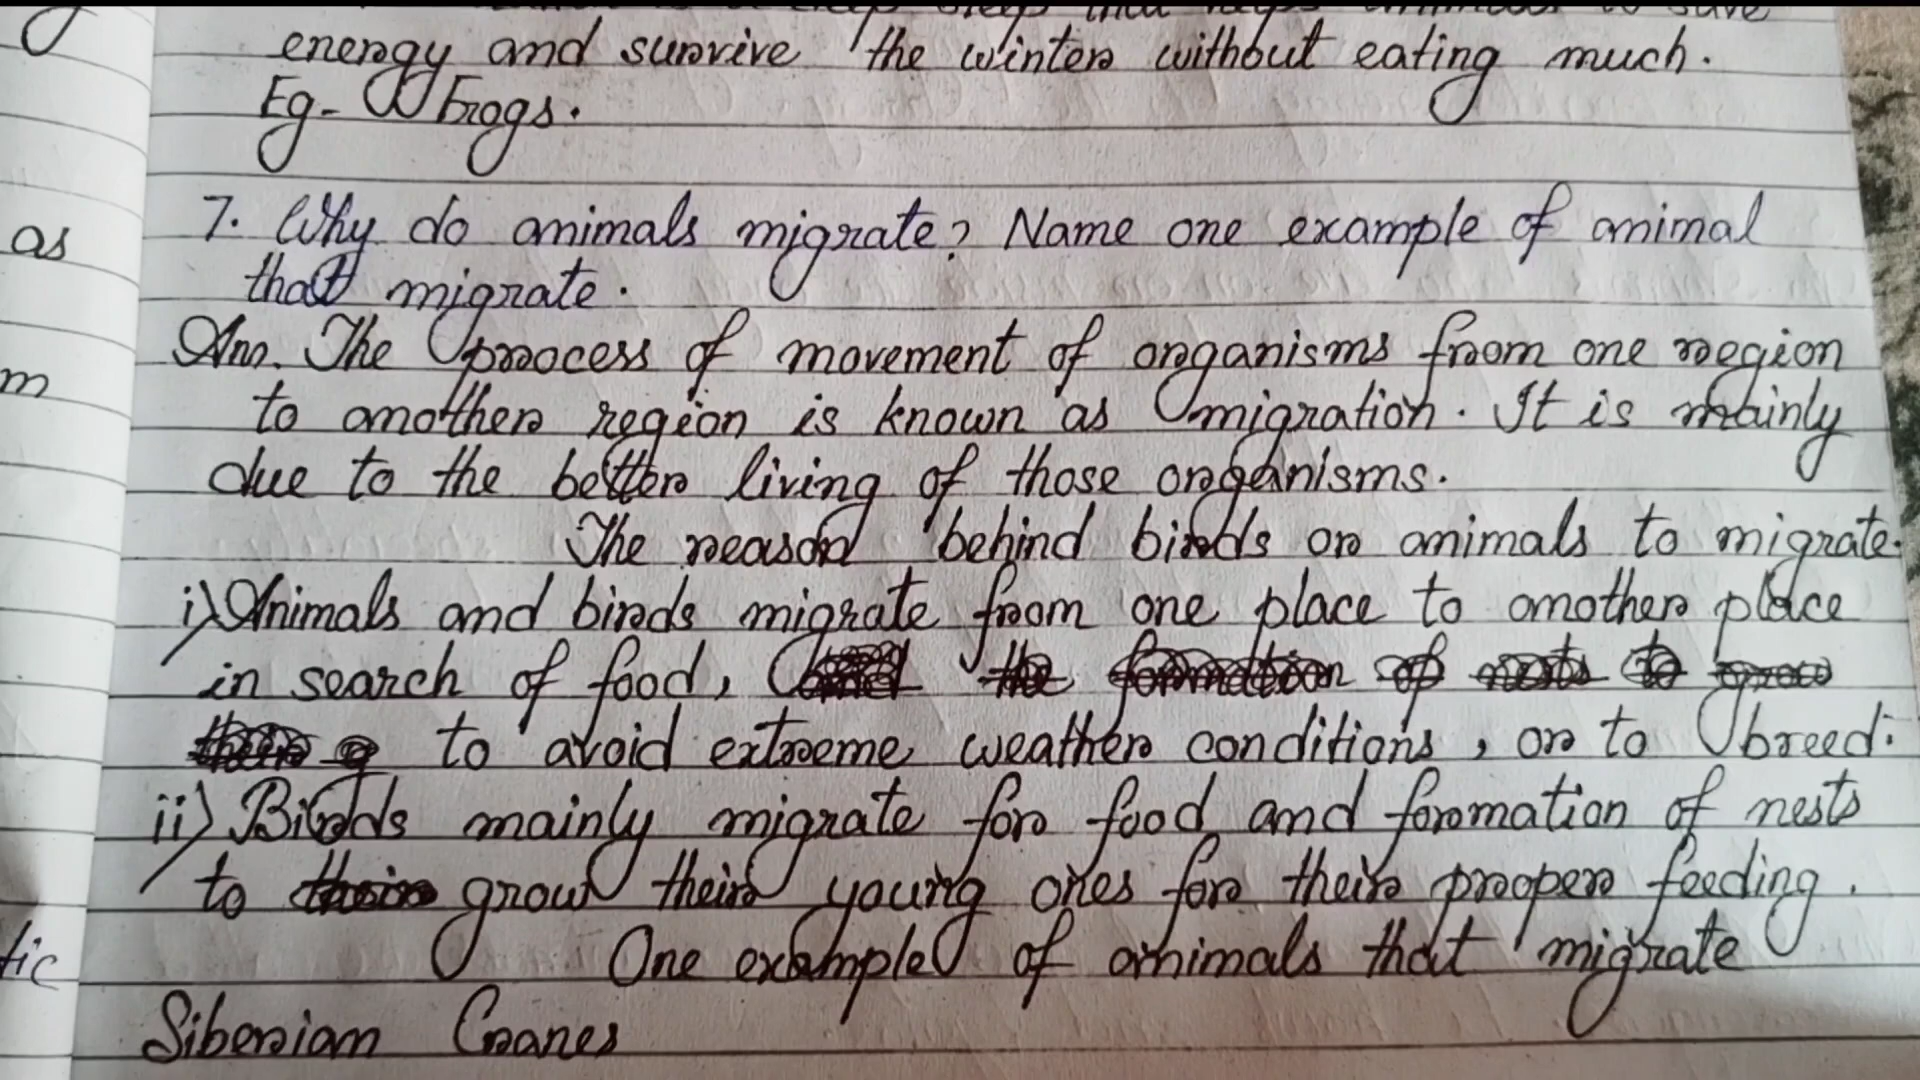 energy and survive the winter without eating much.
Eg- Frogs.
7. Why do animals migrate? Name one example of animal
that migrate.
Ans. The process of movement of organisms from one region
to another region is known as migration. It is mainly
due to the better living of those organisms.
The reason behind birds or animals to migrate.
i) Animals and birds migrate from one place to another place
in search of food,
to avoid extreme weather conditions, or to breed.
ii) Birds mainly migrate for food and formation of nests
to grow their young ones for their proper feeding.
One example of animals that migrate
Siberian Cranes
as
m
tic